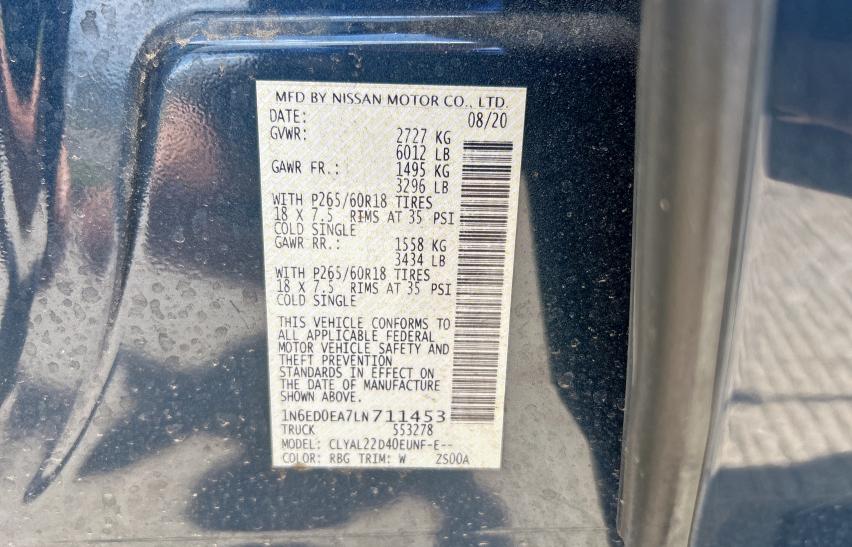 MFD BY NISSAN MOTOR CO., LTD.
DATE: 08/20
GVWR: 2727 KG
6012 LB
GAWR FR.: 1495 KG
3296 LB
WITH P265/60R18 TIRES
18 X 7.5 RIMS AT 35 PSI
COLD SINGLE
GAWR RR.: 1558 KG
3434 LB
WITH P265/60R18 TIRES
18 X 7.5 RIMS AT 35 PSI
COLD SINGLE
THIS VEHICLE CONFORMS TO
ALL APPLICABLE FEDERAL
MOTOR VEHICLE SAFETY AND
THEFT PREVENTION
STANDARDS IN EFFECT ON
THE DATE OF MANUFACTURE
SHOWN ABOVE.
1N6ED0EA7LN711453
TRUCK 553278
MODEL: CLYAL22D40EUNF-E--
COLOR: RBG TRIM: W ZS00A